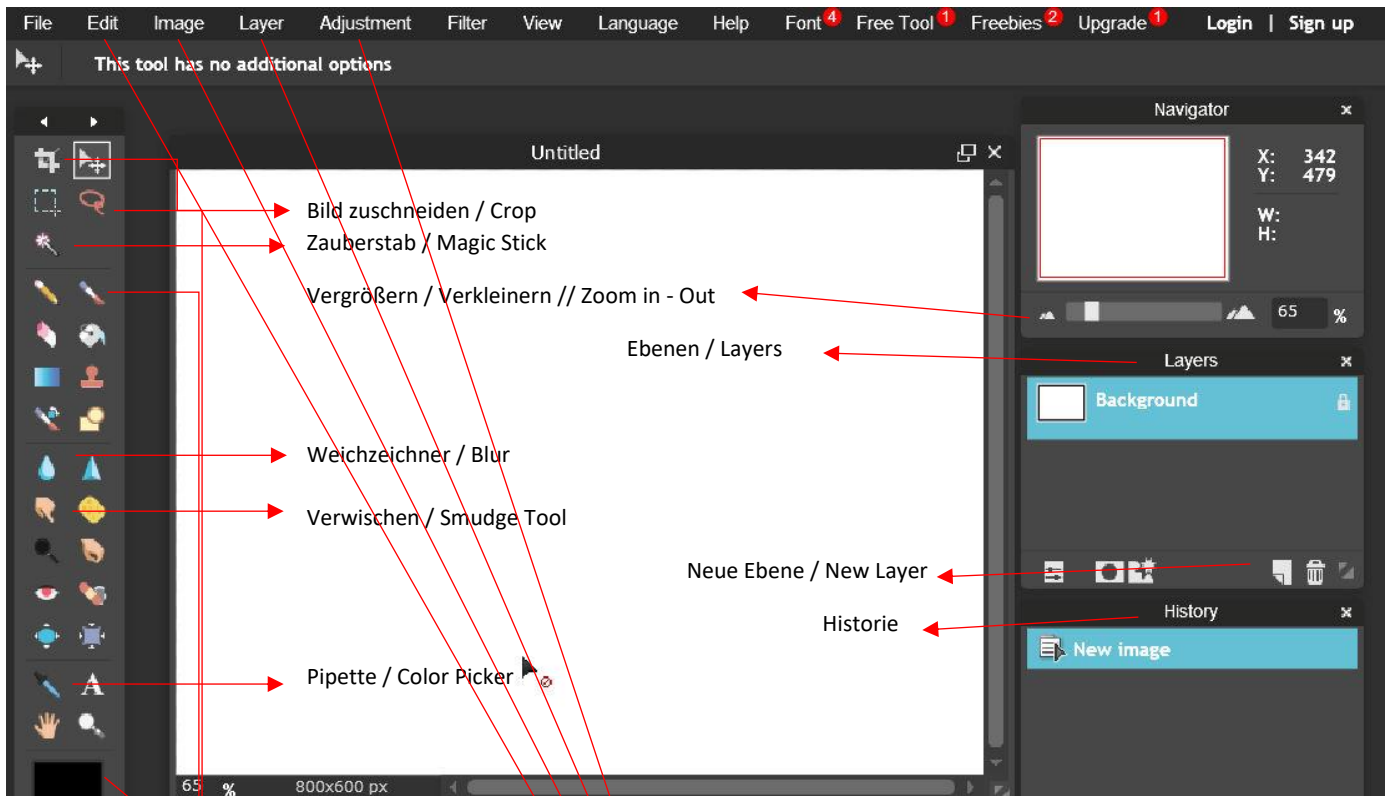 File Edit Image Layer Adjustment Filter View Language Help Font 4 Free Tool 1 Freebies 2 Upgrade 1 Login | Sign up
This tool has no additional options
Navigator x
Untitled
X: 342
Y: 479
W:
H:
Bild zuschneiden / Crop
Zauberstab / Magic Stick
Vergrößern / Verkleinern // Zoom in - Out
65 %
Ebenen / Layers
Layers x
Background
Weichzeichner / Blur
Verwischen / Smudge Tool
Neue Ebene / New Layer
Historie
History x
New image
Pipette / Color Picker
A
65 % 800x600 px